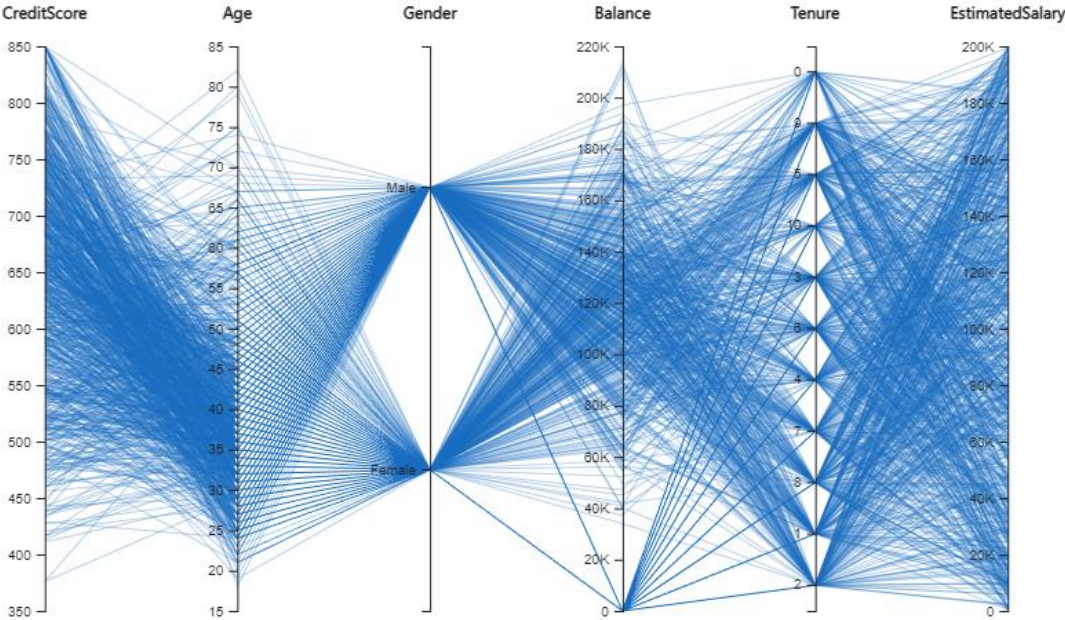 CreditScore Age Gender Balance Tenure EstimatedSalary
850
800
750
700
650
600
550
500
450
400
350
85
80
75
70
65
60
55
50
45
40
35
30
25
20
15
Male
Female
220K
200K
180K
160K
140K
120K
100K
80K
60K
40K
20K
0
0
9
5
10
3
6
4
7
8
1
2
200K
180K
160K
140K
120K
100K
80K
60K
40K
20K
0